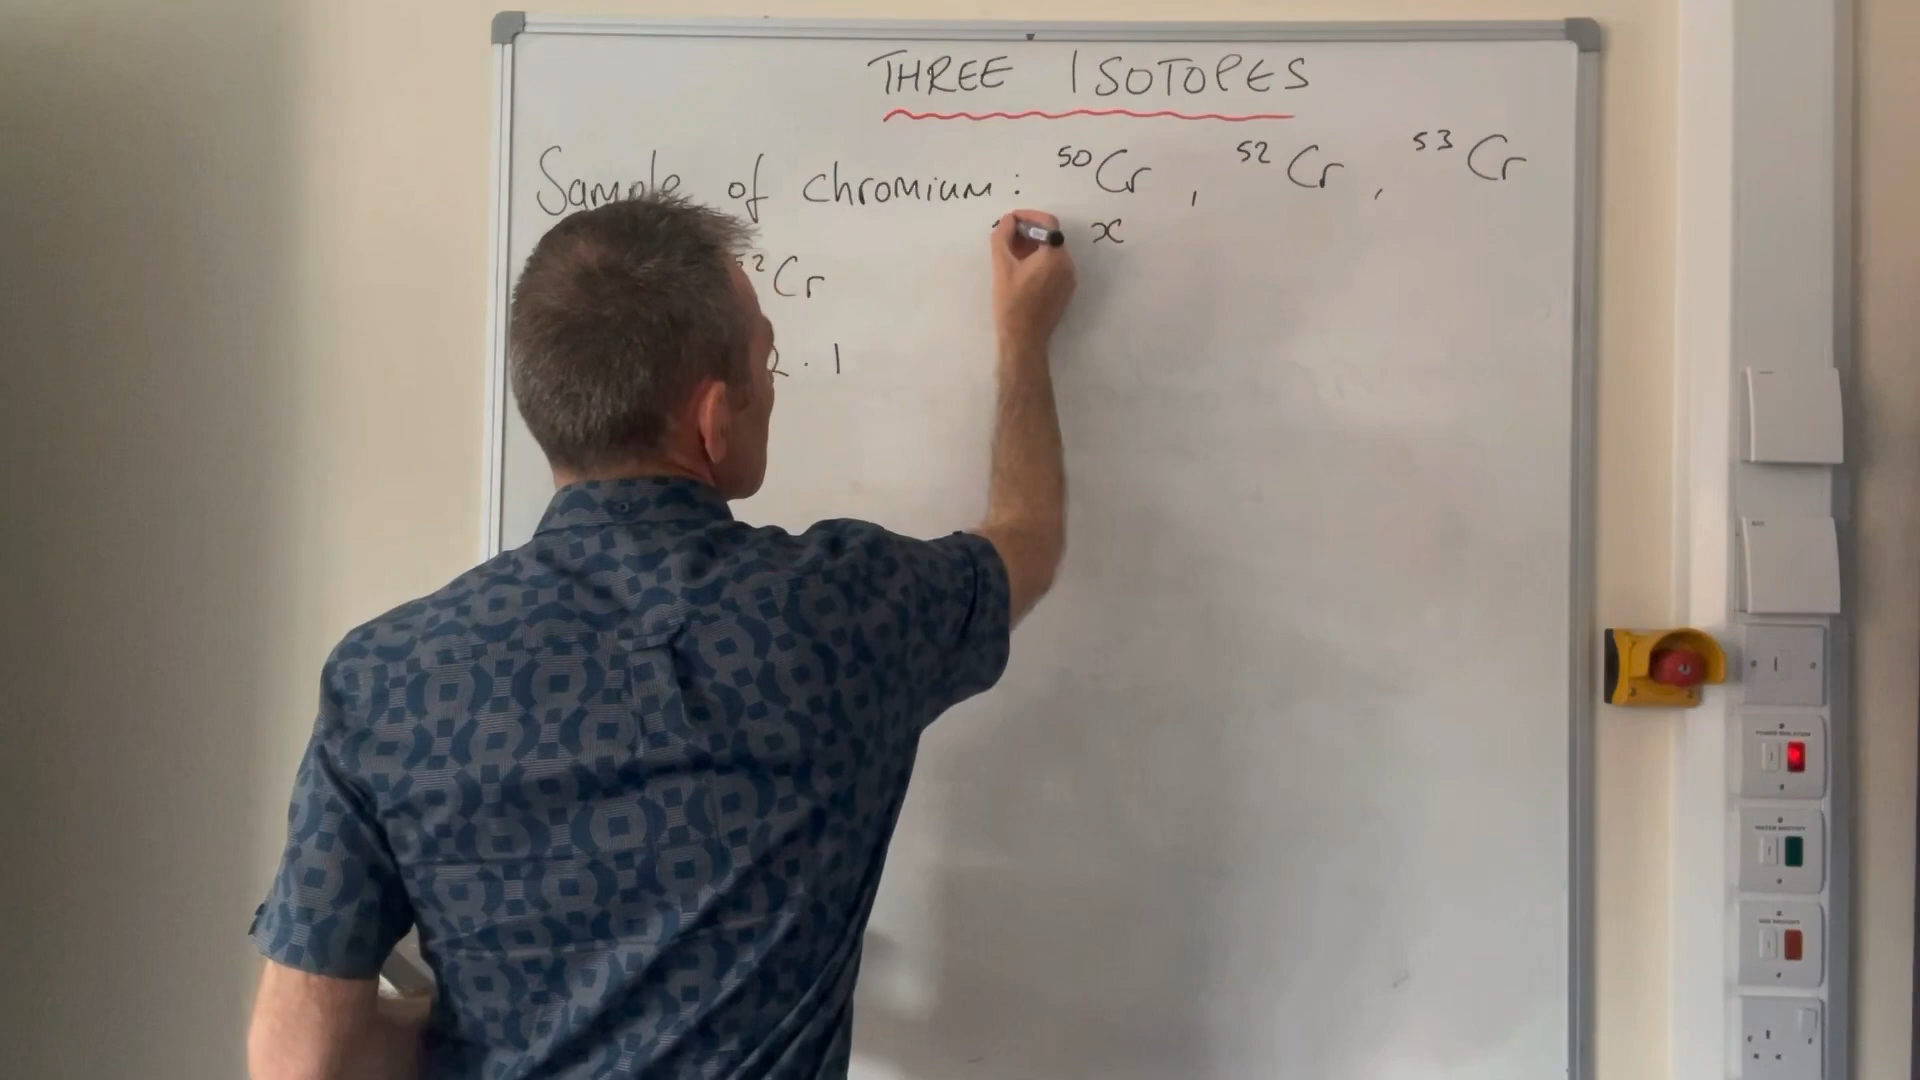 THREE ISOTOPES
Sample of chromium: ⁵⁰Cr , ⁵²Cr , ⁵³Cr
x
⁵²Cr
2.1